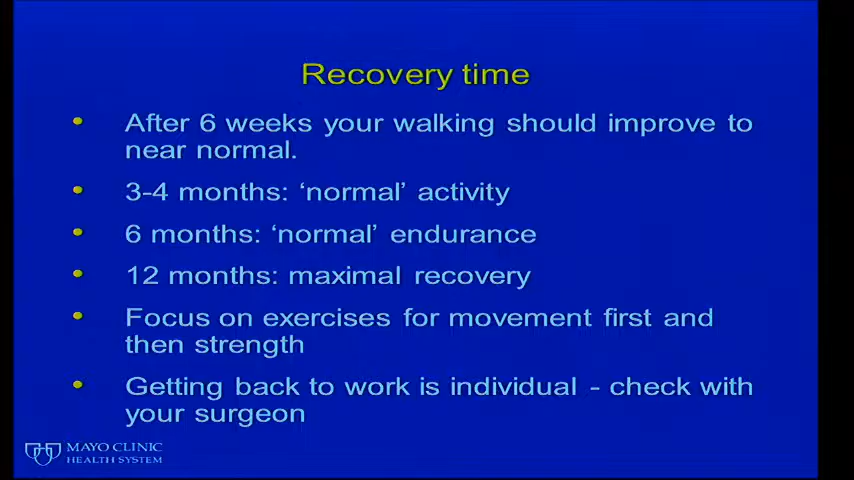 Recovery time
• After 6 weeks your walking should improve to
near normal.
• 3-4 months: ‘normal’ activity
• 6 months: ‘normal’ endurance
• 12 months: maximal recovery
• Focus on exercises for movement first and
then strength
• Getting back to work is individual - check with
your surgeon
MAYO CLINIC
HEALTH SYSTEM